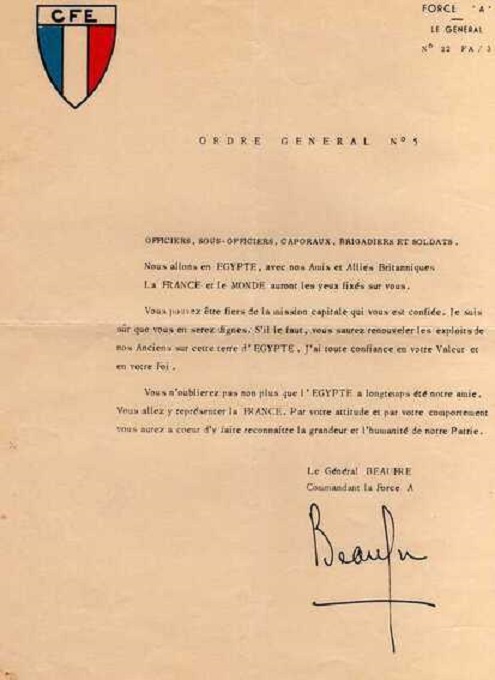 CFE
FORCE "A"
LE GENERAL
N° 22 FA/3
ORDRE GENERAL N° 5
OFFICIERS, SOUS-OFFICIERS, CAPORAUX, BRIGADIERS ET SOLDATS.
Nous allons en EGYPTE, avec nos Amis et Alliés Britanniques
La FRANCE et le MONDE auront les yeux fixés sur vous.
Vous pouvez être fiers de la mission capitale qui vous est confiée. Je suis
sûr que vous en serez dignes. S'il le faut, vous saurez renouveler les exploits de
nos Anciens sur cette terre d'EGYPTE. J'ai toute confiance en votre Valeur et
en votre Foi.
Vous n'oublierez pas non plus que l'EGYPTE a longtemps été notre amie.
Vous allez y représenter la FRANCE. Par votre attitude et par votre comportement
vous aurez a coeur d'y faire reconnaître la grandeur et l'humanité de notre Patrie.
Le Général BEAUFRE
Commandant la Force A
Beaufre